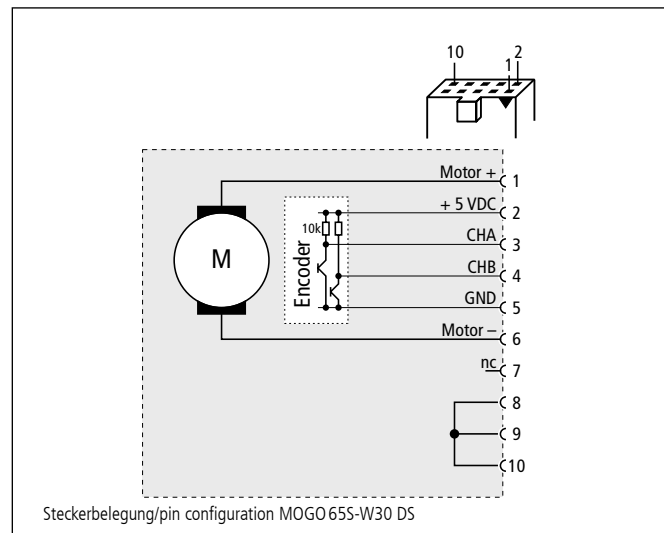 10
2
1
Motor + 1
+ 5 VDC 2
10k
CHA 3
M
Encoder
CHB 4
GND 5
Motor – 6
nc 7
8
9
10
Steckerbelegung/pin configuration MOGO 65S-W30 DS